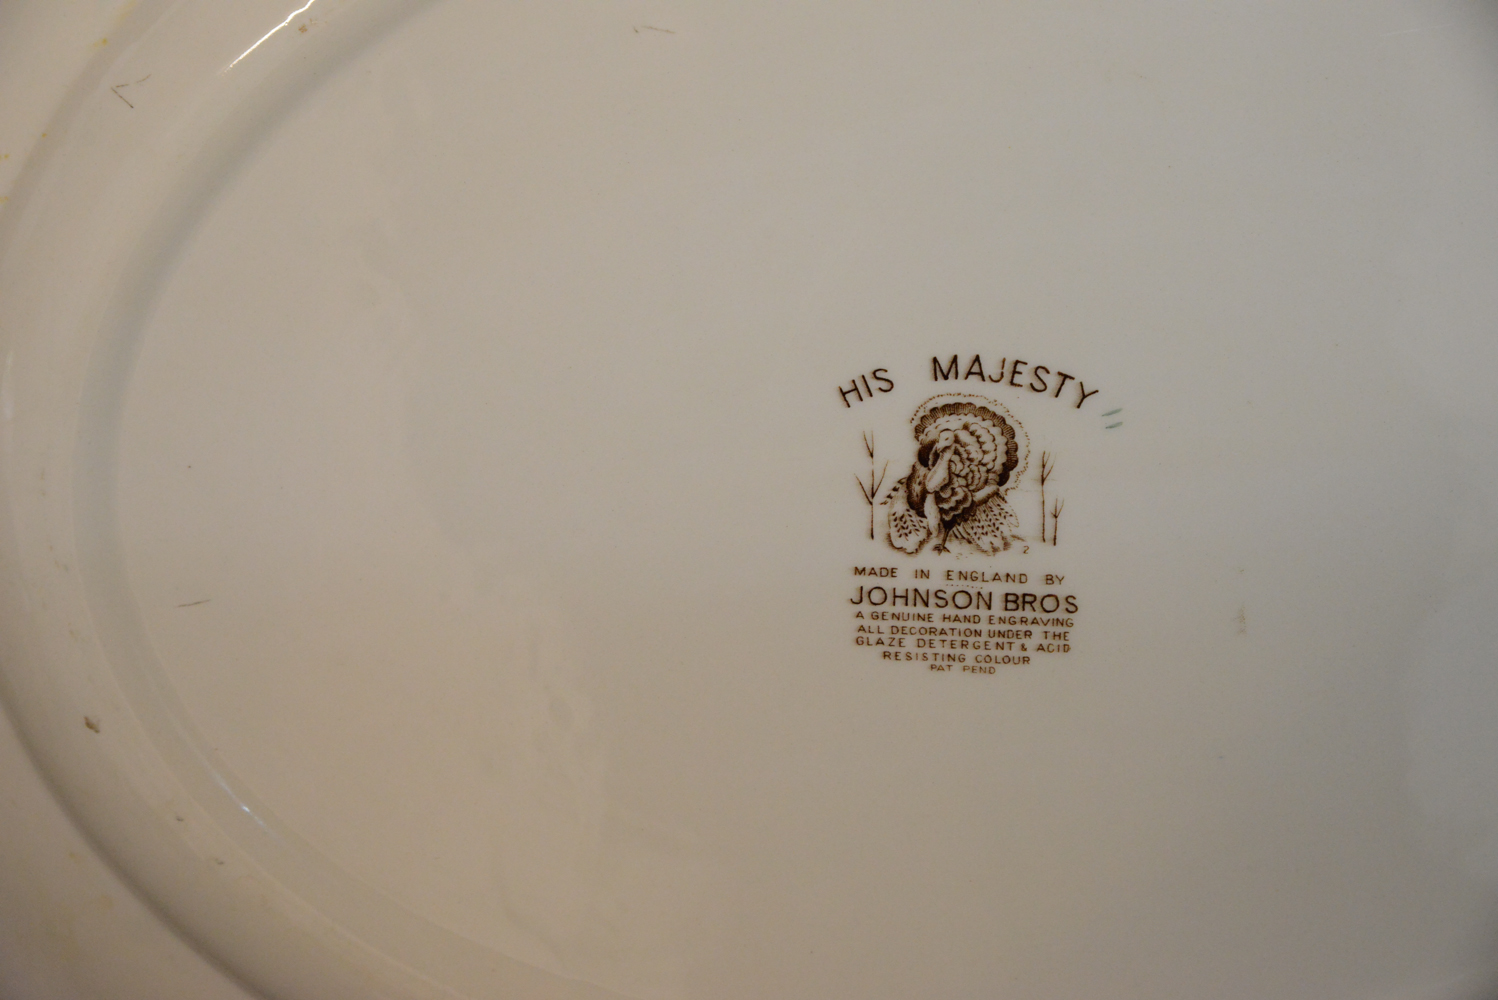 HIS MAJESTY
2
MADE IN ENGLAND BY
JOHNSON BROS
A GENUINE HAND ENGRAVING
ALL DECORATION UNDER THE
GLAZE DETERGENT & ACID
RESISTING COLOUR
PAT PEND